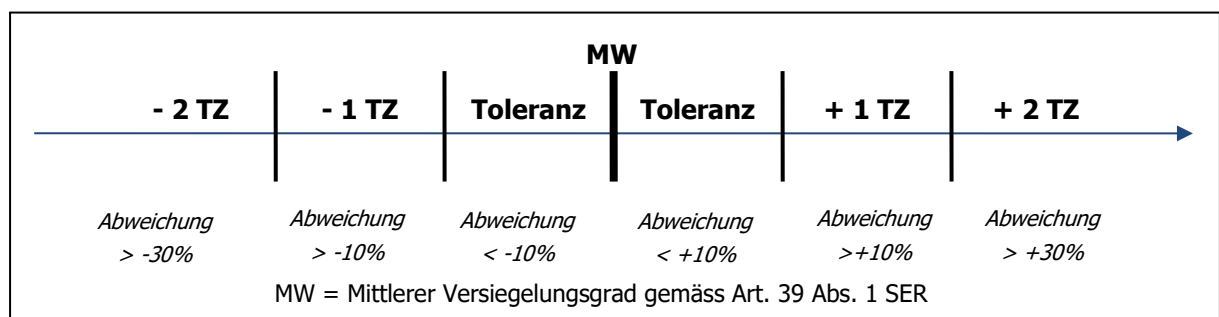 MW
- 2 TZ - 1 TZ Toleranz Toleranz + 1 TZ + 2 TZ
Abweichung Abweichung Abweichung Abweichung Abweichung Abweichung
> -30% > -10% < -10% < +10% >+10% > +30%
MW = Mittlerer Versiegelungsgrad gemäss Art. 39 Abs. 1 SER